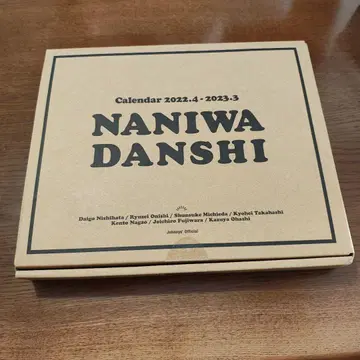 Calendar 2022.4-2023.3
NANIWA
DANSHI
Daigo Nishihata / Ryusei Onishi / Shunsuke Michieda / Kyohei Takahashi
Kento Nagao / Joichiro Fujiwara / Kazuya Ohashi
Johnnys' Official